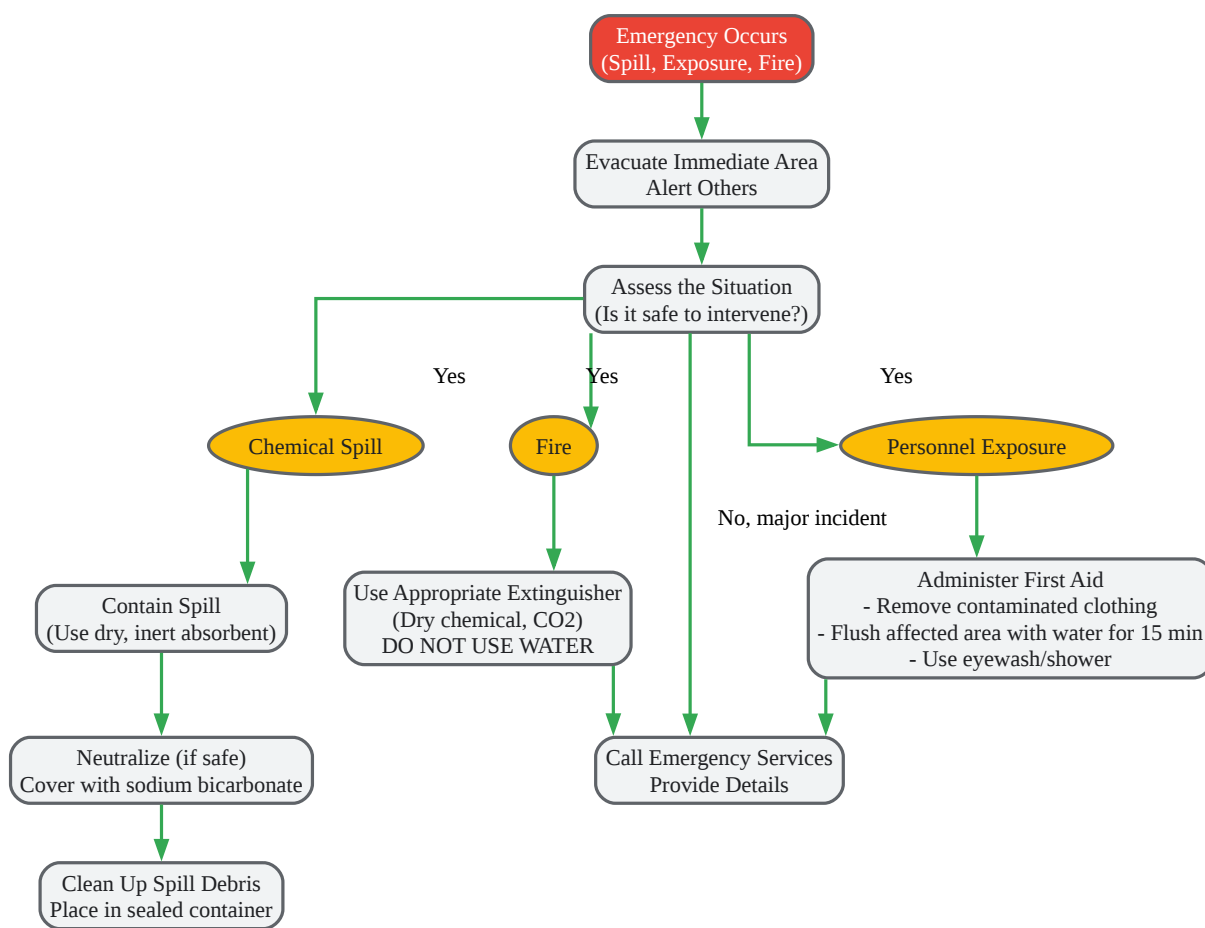 Emergency Occurs
(Spill, Exposure, Fire)
Evacuate Immediate Area
Alert Others
Assess the Situation
(Is it safe to intervene?)
Yes
Yes
Yes
Chemical Spill
Fire
Personnel Exposure
No, major incident
Contain Spill
(Use dry, inert absorbent)
Use Appropriate Extinguisher
(Dry chemical, CO2)
DO NOT USE WATER
Administer First Aid
- Remove contaminated clothing
- Flush affected area with water for 15 min
- Use eyewash/shower
Neutralize (if safe)
Cover with sodium bicarbonate
Call Emergency Services
Provide Details
Clean Up Spill Debris
Place in sealed container